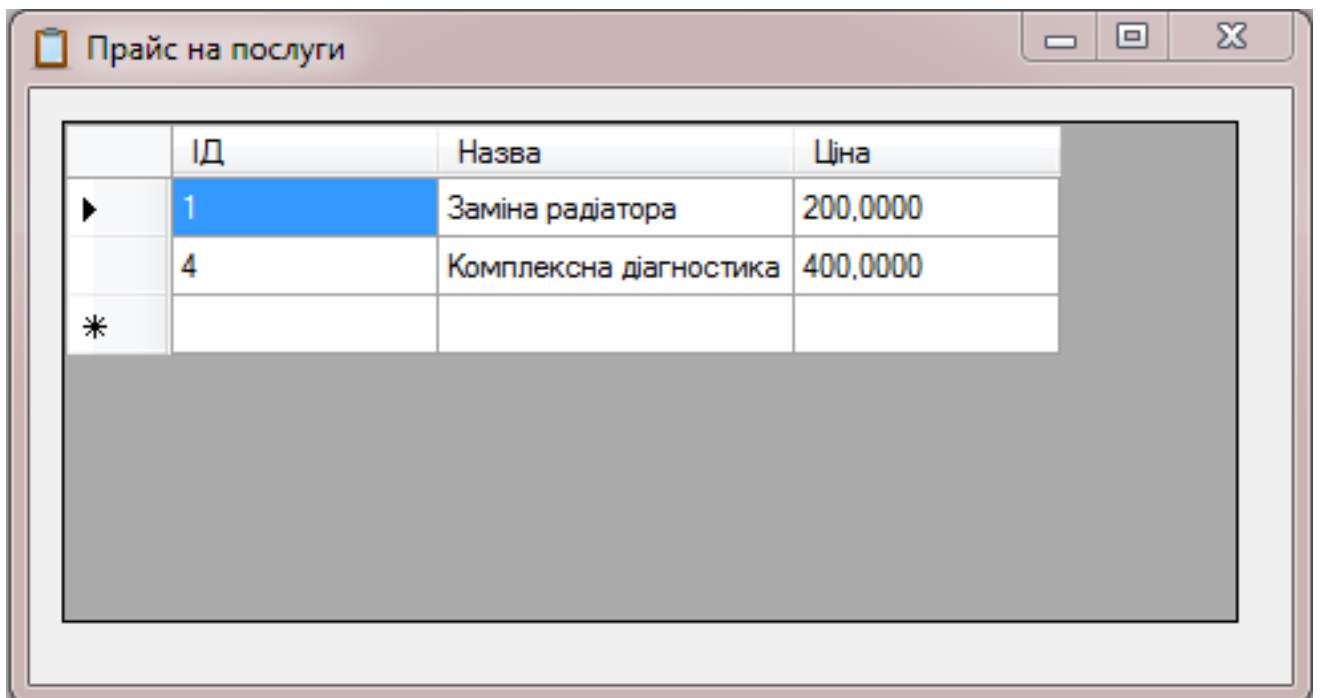 Прайс на послуги
ІД Назва Ціна
1 Заміна радіатора 200,0000
4 Комплексна діагностика 400,0000